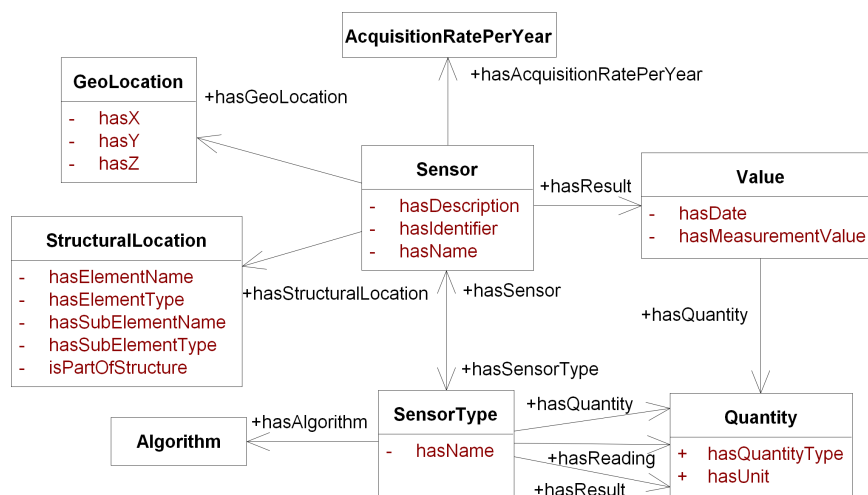 AcquisitionRatePerYear
+hasAcquisitionRatePerYear
GeoLocation
- hasX
- hasY
- hasZ
+hasGeoLocation
Sensor
- hasDescription
- hasIdentifier
- hasName
+hasResult
Value
- hasDate
- hasMeasurementValue
StructuralLocation
- hasElementName
- hasElementType
- hasSubElementName
- hasSubElementType
- isPartOfStructure
+hasStructuralLocation
+hasSensor
+hasQuantity
+hasSensorType
Algorithm
+hasAlgorithm
SensorType
- hasName
+hasQuantity
+hasReading
+hasResult
Quantity
+ hasQuantityType
+ hasUnit